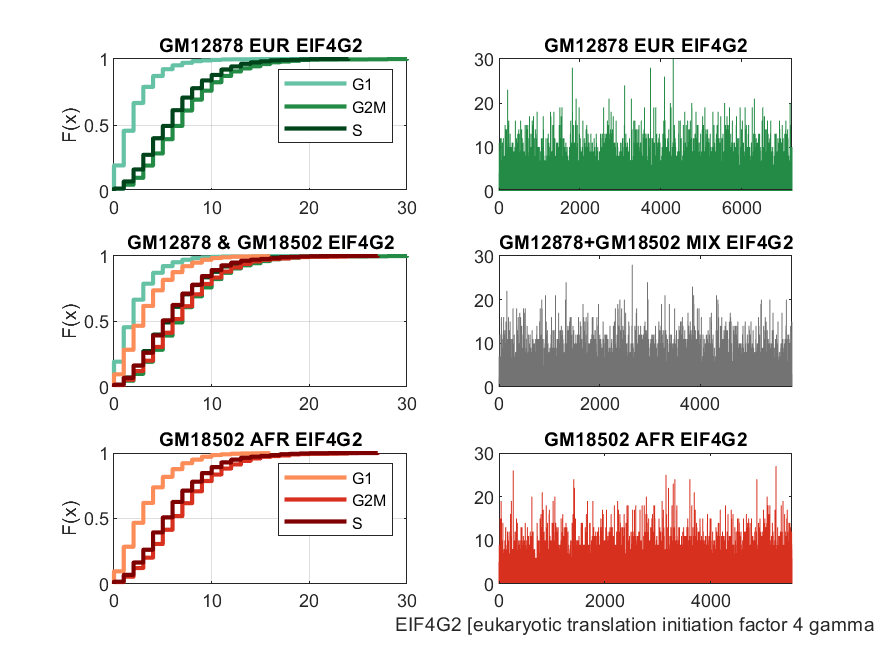 GM12878 EUR EIF4G2
F(x)
1
0.5
0
0
10
20
30
G1
G2M
S
GM12878 EUR EIF4G2
30
20
10
0
0
2000
4000
6000
GM12878 & GM18502 EIF4G2
F(x)
1
0.5
0
0
10
20
30
GM12878+GM18502 MIX EIF4G2
30
20
10
0
0
2000
4000
GM18502 AFR EIF4G2
F(x)
1
0.5
0
0
10
20
30
G1
G2M
S
GM18502 AFR EIF4G2
30
20
10
0
0
2000
4000
EIF4G2 [eukaryotic translation initiation factor 4 gamma